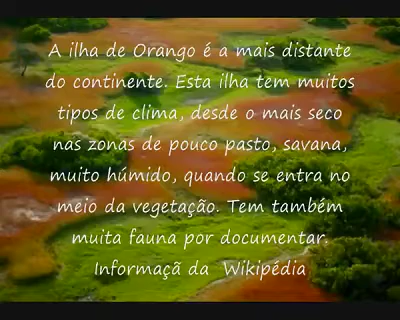 A ilha de Orango é a mais distante
do continente. Esta ilha tem muitos
tipos de clima, desde o mais seco
nas zonas de pouco pasto, savana,
muito húmido, quando se entra no
meio da vegetação. Tem também
muita fauna por documentar.
Informaçã da Wikipédia